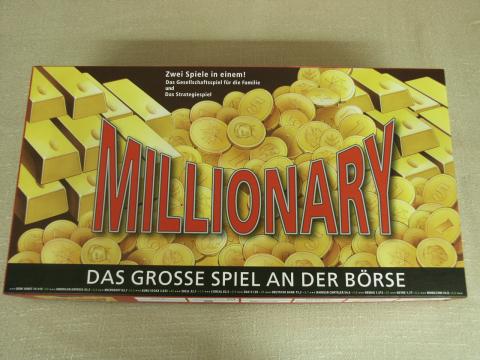 Zwei Spiele in einem!
Das Gesellschaftsspiel für die Familie
und
Das Strategiespiel
MILLIONARY
DAS GROSSE SPIEL AN DER BÖRSE